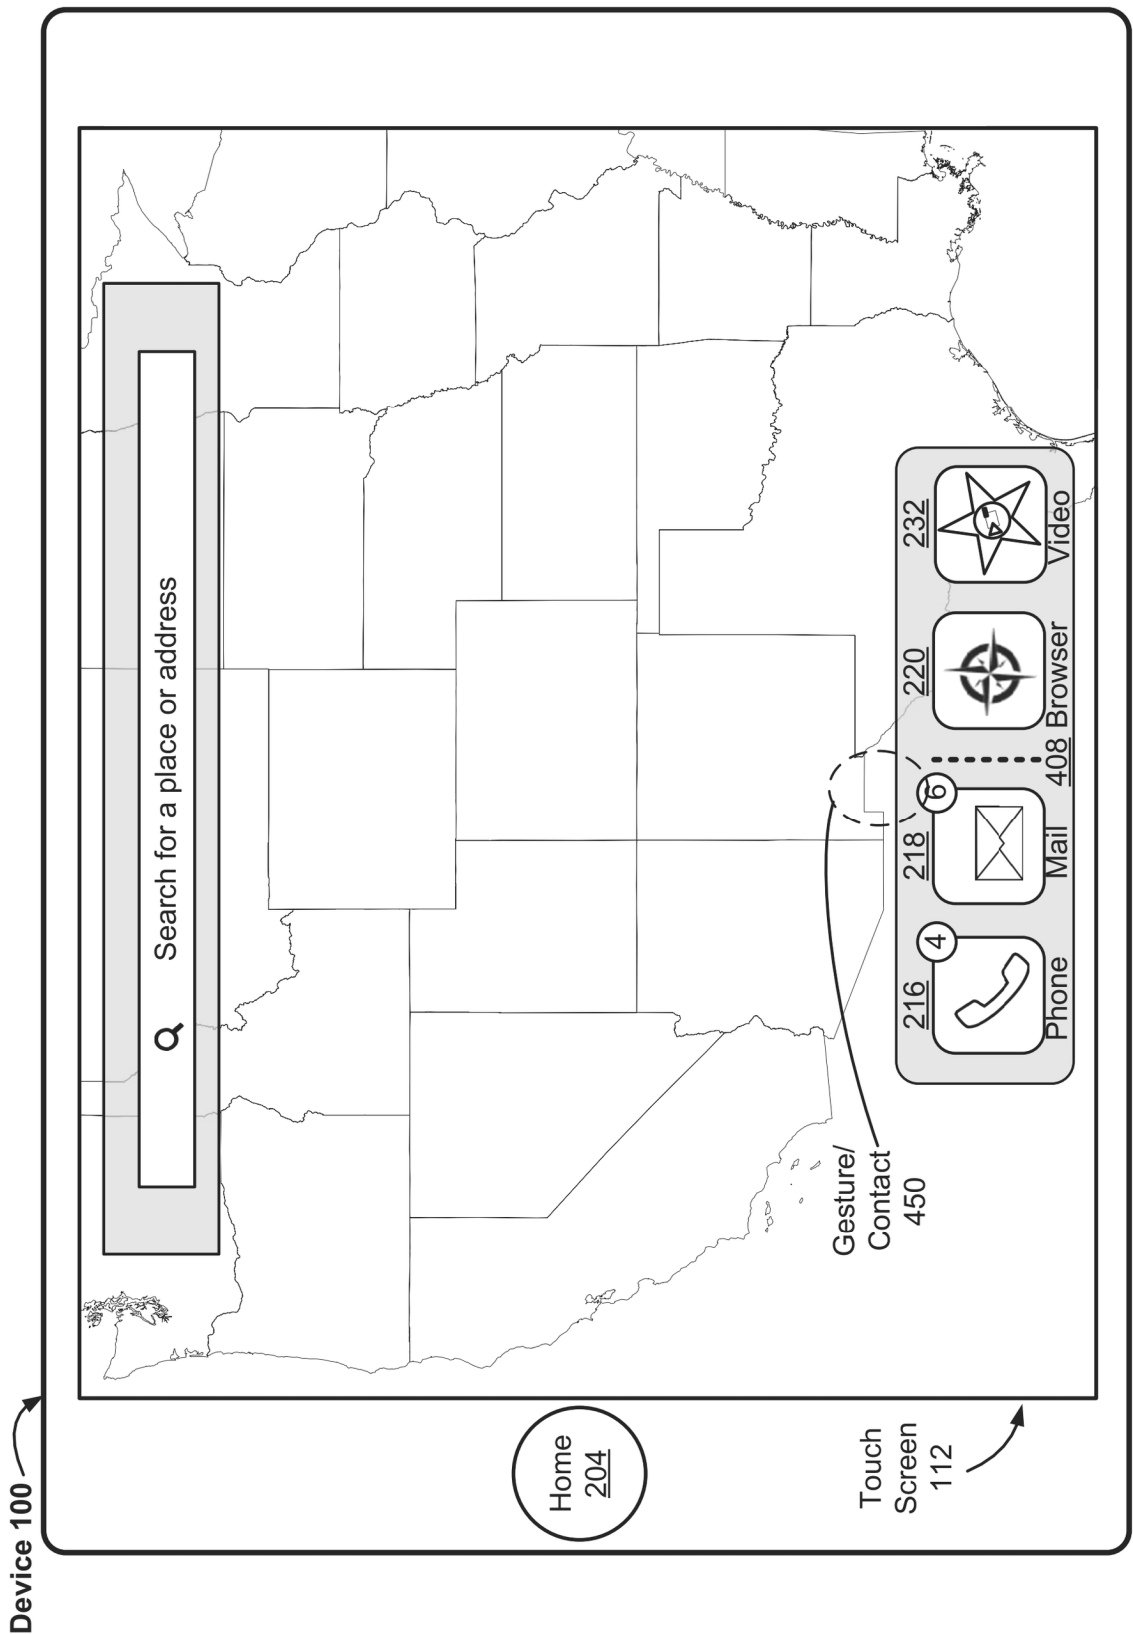 Device 100
Search for a place or address
Gesture/
Contact
450
216
4
Phone
218
6
Mail
408
220
Browser
232
Video
Home
204
Touch
Screen
112